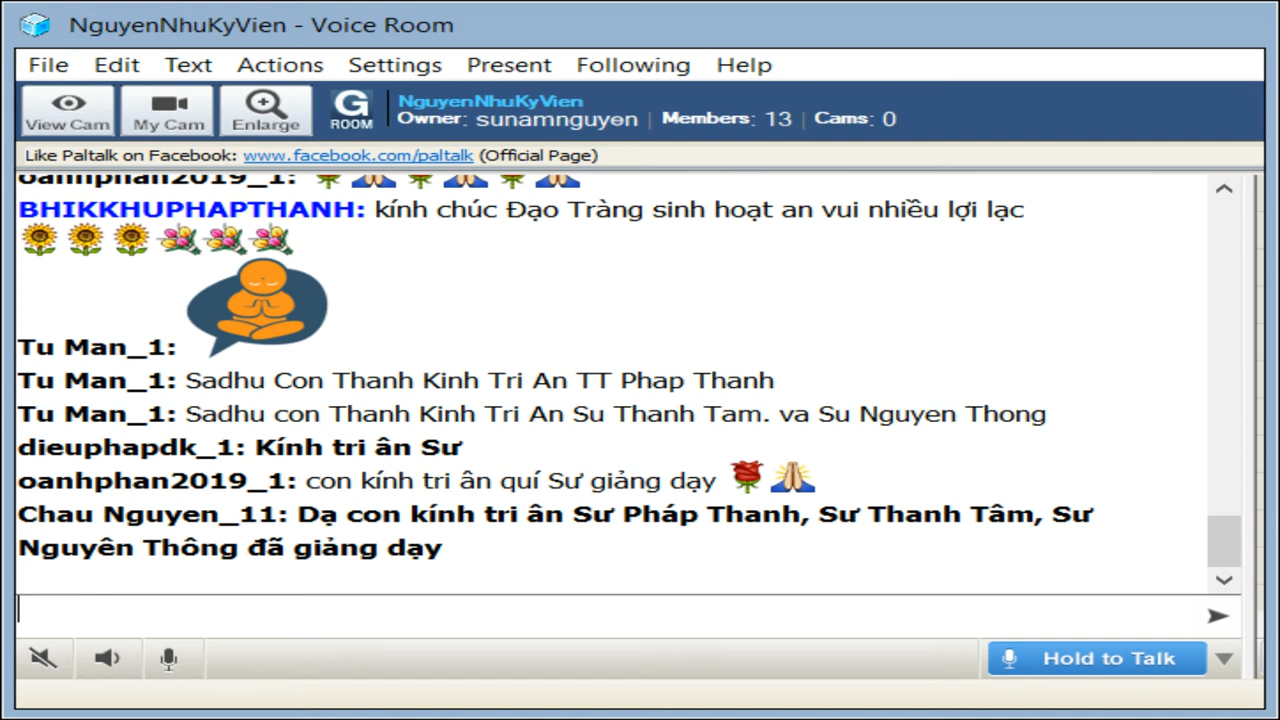 NguyenNhuKyVien - Voice Room
File Edit Text Actions Settings Present Following Help
View Cam My Cam Enlarge G ROOM
NguyenNhuKyVien
Owner: sunamnguyen | Members: 13 | Cams: 0
Like Paltalk on Facebook: www.facebook.com/paltalk (Official Page)
oanhphan2019_1:
BHIKKHUPHAPTHANH: kính chúc Đạo Tràng sinh hoạt an vui nhiều lợi lạc
Tu Man_1:
Tu Man_1: Sadhu Con Thanh Kinh Tri An TT Phap Thanh
Tu Man_1: Sadhu con Thanh Kinh Tri An Su Thanh Tam. va Su Nguyen Thong
dieuphapdk_1: Kính tri ân Sư
oanhphan2019_1: con kính tri ân quí Sư giảng dạy
Chau Nguyen_11: Dạ con kính tri ân Sư Pháp Thanh, Sư Thanh Tâm, Sư
Nguyên Thông đã giảng dạy
Hold to Talk